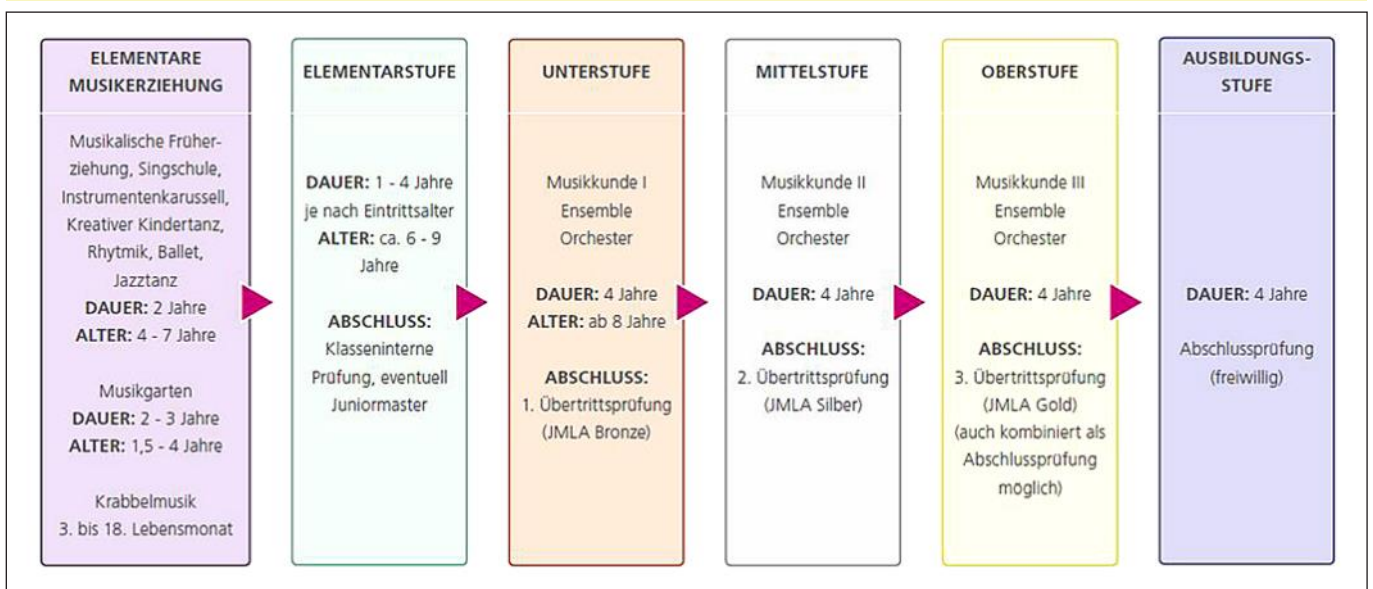 ELEMENTARE
MUSIKERZIEHUNG
Musikalische Früher-
ziehung, Singschule,
Instrumentenkarussell,
Kreativer Kindertanz,
Rhytmik, Ballet,
Jazztanz
DAUER: 2 Jahre
ALTER: 4 - 7 Jahre
Musikgarten
DAUER: 2 - 3 Jahre
ALTER: 1,5 - 4 Jahre
Krabbelmusik
3. bis 18. Lebensmonat
ELEMENTARSTUFE
DAUER: 1 - 4 Jahre
je nach Eintrittsalter
ALTER: ca. 6 - 9
Jahre
ABSCHLUSS:
Klasseninterne
Prüfung, eventuell
Juniormaster
UNTERSTUFE
Musikkunde I
Ensemble
Orchester
DAUER: 4 Jahre
ALTER: ab 8 Jahre
ABSCHLUSS:
1. Übertrittsprüfung
(JMLA Bronze)
MITTELSTUFE
Musikkunde II
Ensemble
Orchester
DAUER: 4 Jahre
ABSCHLUSS:
2. Übertrittsprüfung
(JMLA Silber)
OBERSTUFE
Musikkunde III
Ensemble
Orchester
DAUER: 4 Jahre
ABSCHLUSS:
3. Übertrittsprüfung
(JMLA Gold)
(auch kombiniert als
Abschlussprüfung
möglich)
AUSBILDUNGS-
STUFE
DAUER: 4 Jahre
Abschlussprüfung
(freiwillig)